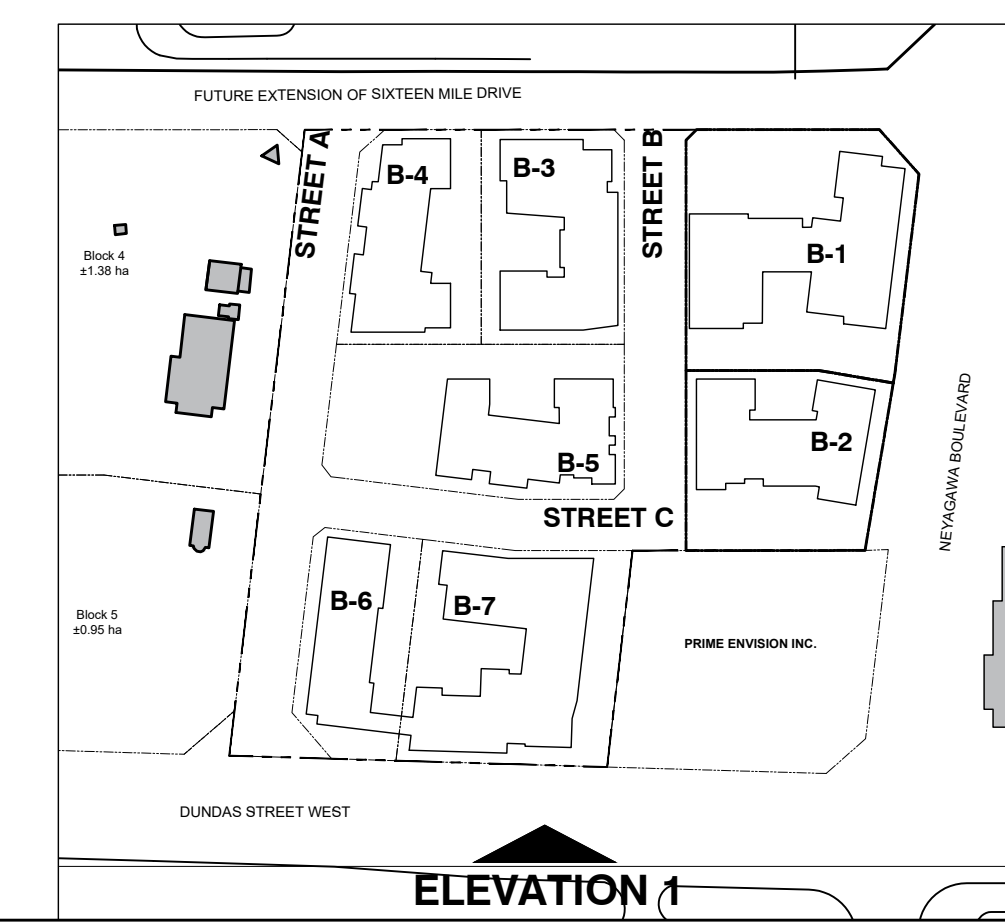 FUTURE EXTENSION OF SIXTEEN MILE DRIVE
STREET A
B-4
B-3
STREET B
B-1
Block 4
±1.38 ha
B-2
B-5
NEYAGAWA BOULEVARD
STREET C
B-6
B-7
Block 5
±0.95 ha
PRIME ENVISION INC.
DUNDAS STREET WEST
ELEVATION 1